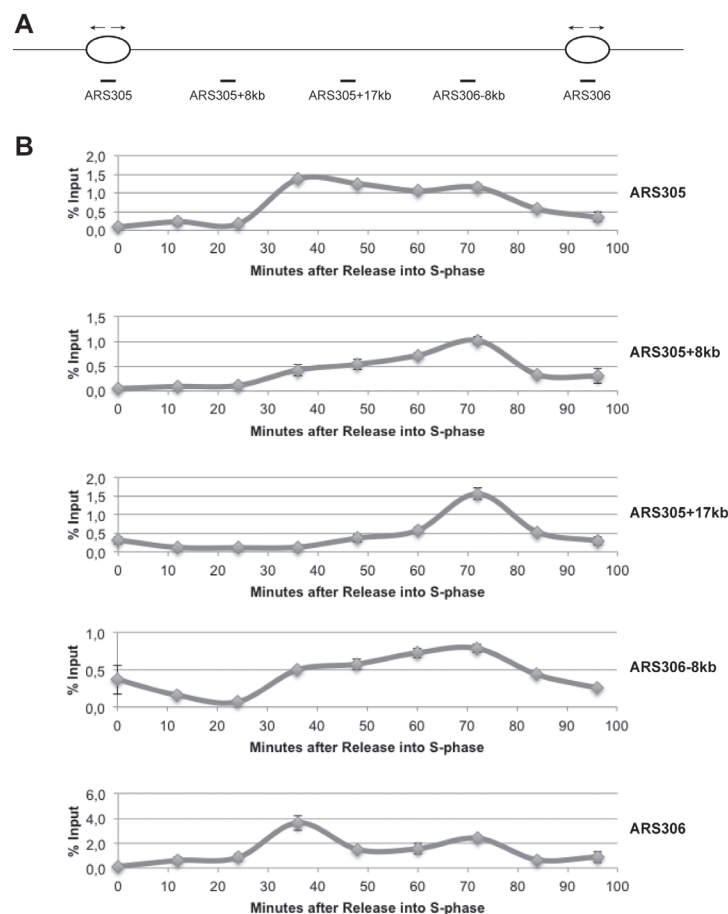 A
ARS305 ARS305+8kb ARS305+17kb ARS306-8kb ARS306
B
2,0
1,5
1,0
0,5
0,0
% Input
0 10 20 30 40 50 60 70 80 90 100
Minutes after Release into S-phase
ARS305
1,5
1,0
0,5
0,0
% Input
0 10 20 30 40 50 60 70 80 90 100
Minutes after Release into S-phase
ARS305+8kb
2,0
1,5
1,0
0,5
0,0
% Input
0 10 20 30 40 50 60 70 80 90 100
Minutes after Release into S-phase
ARS305+17kb
1,0
0,5
0,0
% Input
0 10 20 30 40 50 60 70 80 90 100
Minutes after Release into S-phase
ARS306-8kb
6,0
4,0
2,0
0,0
% Input
0 10 20 30 40 50 60 70 80 90 100
Minutes after Release into S-phase
ARS306